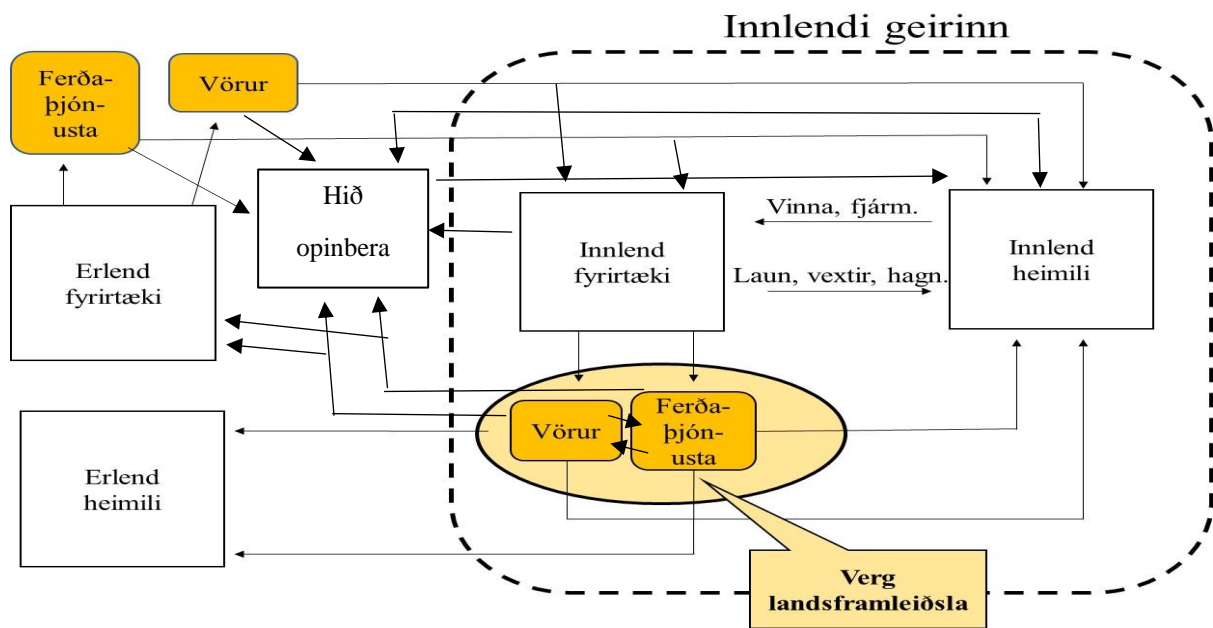 Innlendi geirinn
Ferða-
þjón-
usta
Vörur
Hið
opinbera
Erlend
fyrirtæki
Innlend
fyrirtæki
Vinna, fjárm.
Laun, vextir, hagn.
Innlend
heimili
Erlend
heimili
Vörur
Ferða-
þjón-
usta
Verg
landsframleiðsla